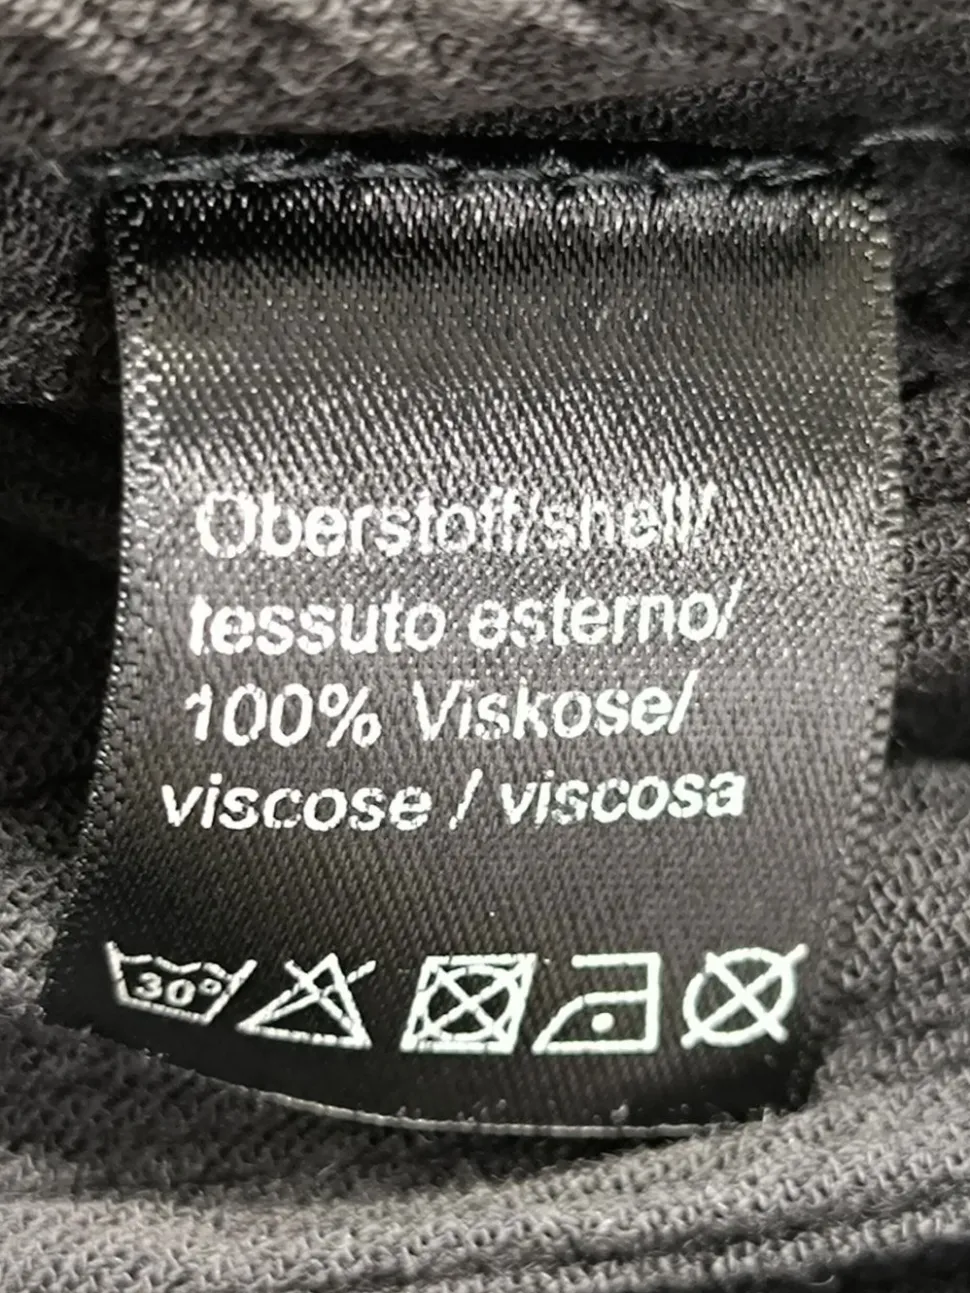 Oberstoff/shell/
tessuto esterno/
100% Viskose/
viscose / viscosa
30°